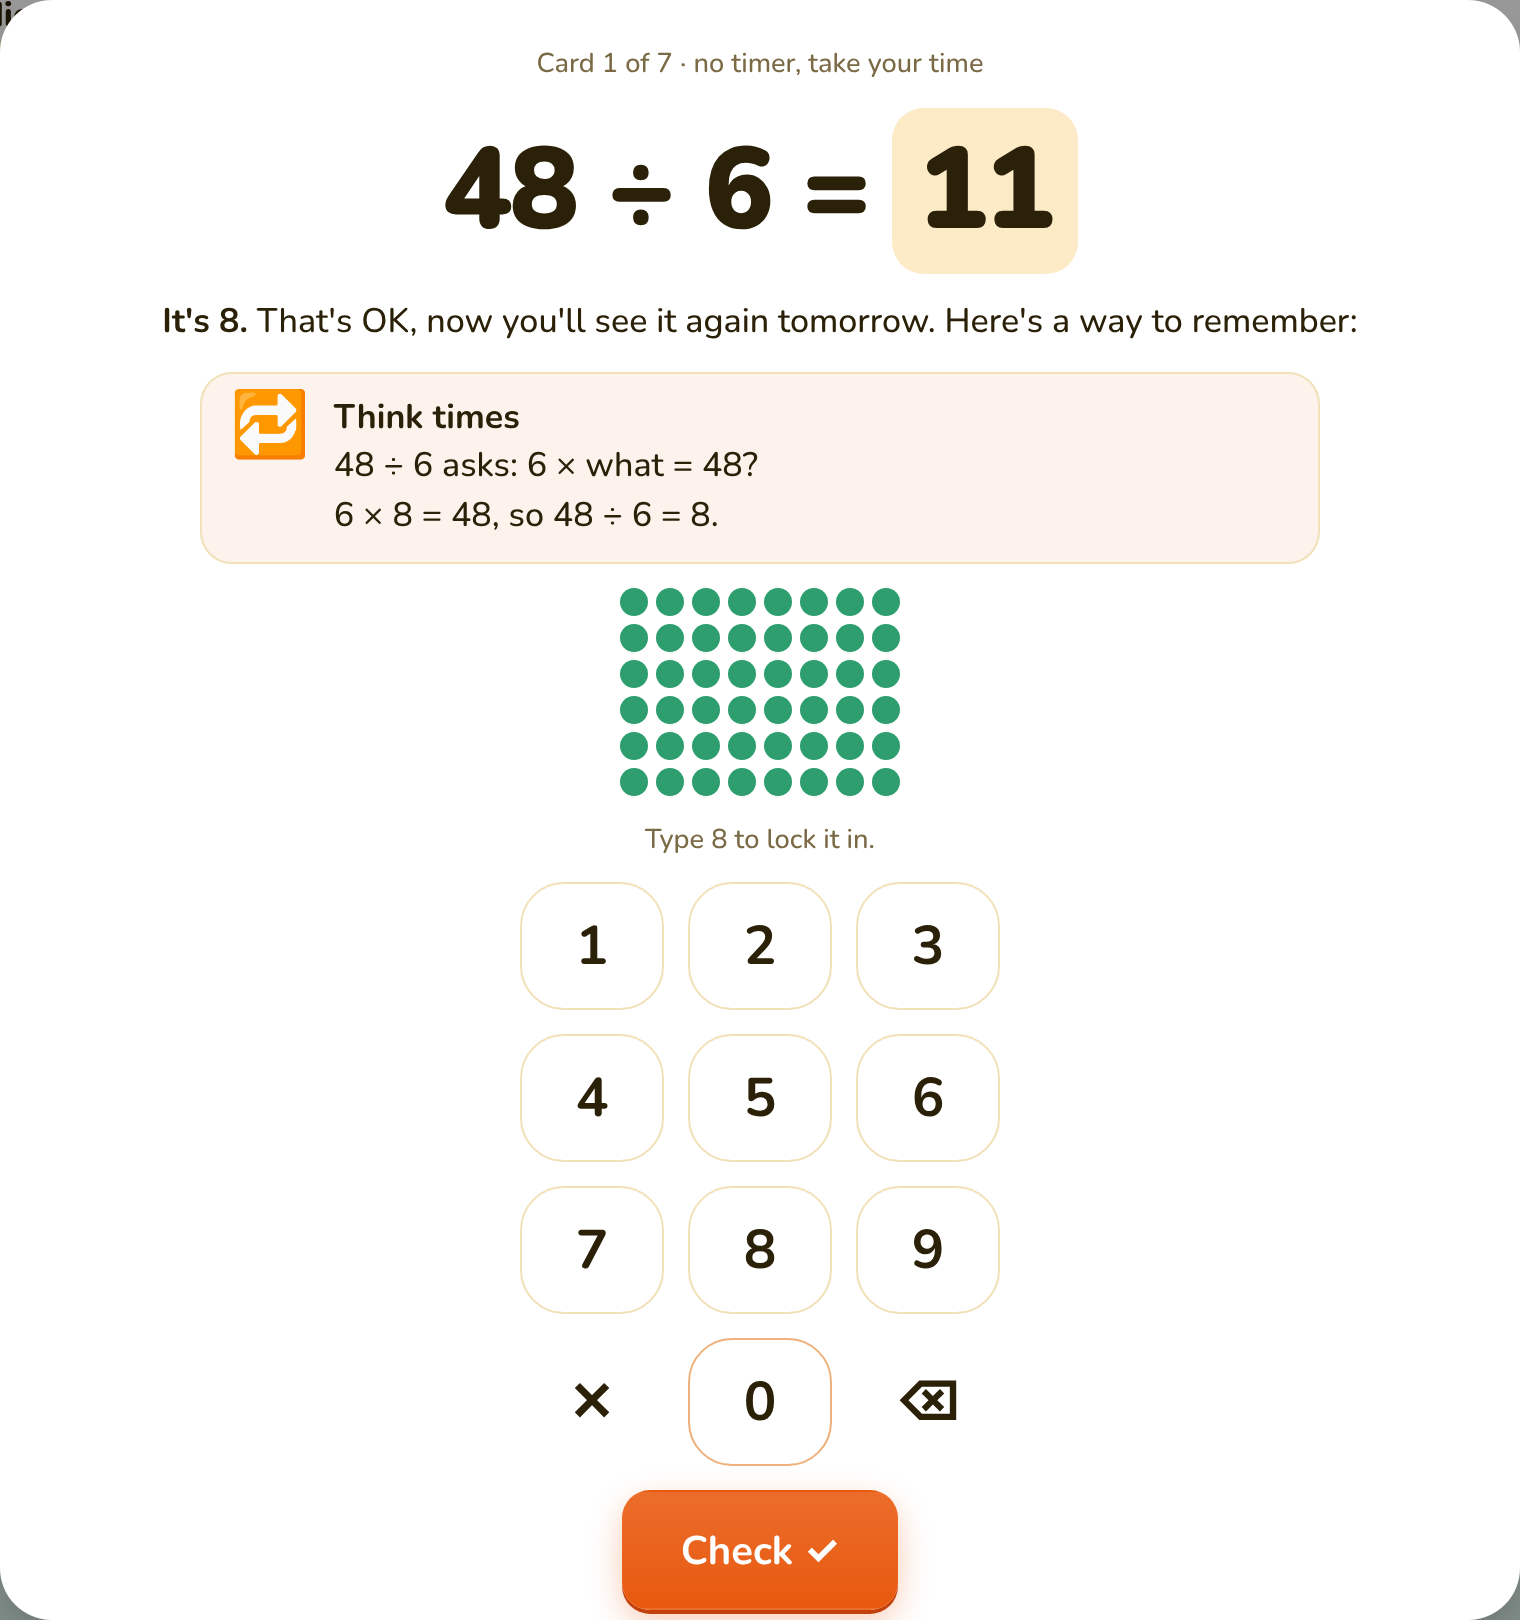 Card 1 of 7 · no timer, take your time
48 ÷ 6 = 11
It's 8. That's OK, now you'll see it again tomorrow. Here's a way to remember:
Think times
48 ÷ 6 asks: 6 × what = 48?
6 × 8 = 48, so 48 ÷ 6 = 8.
Type 8 to lock it in.
1 2 3
4 5 6
7 8 9
× 0 ⌫
Check ✓